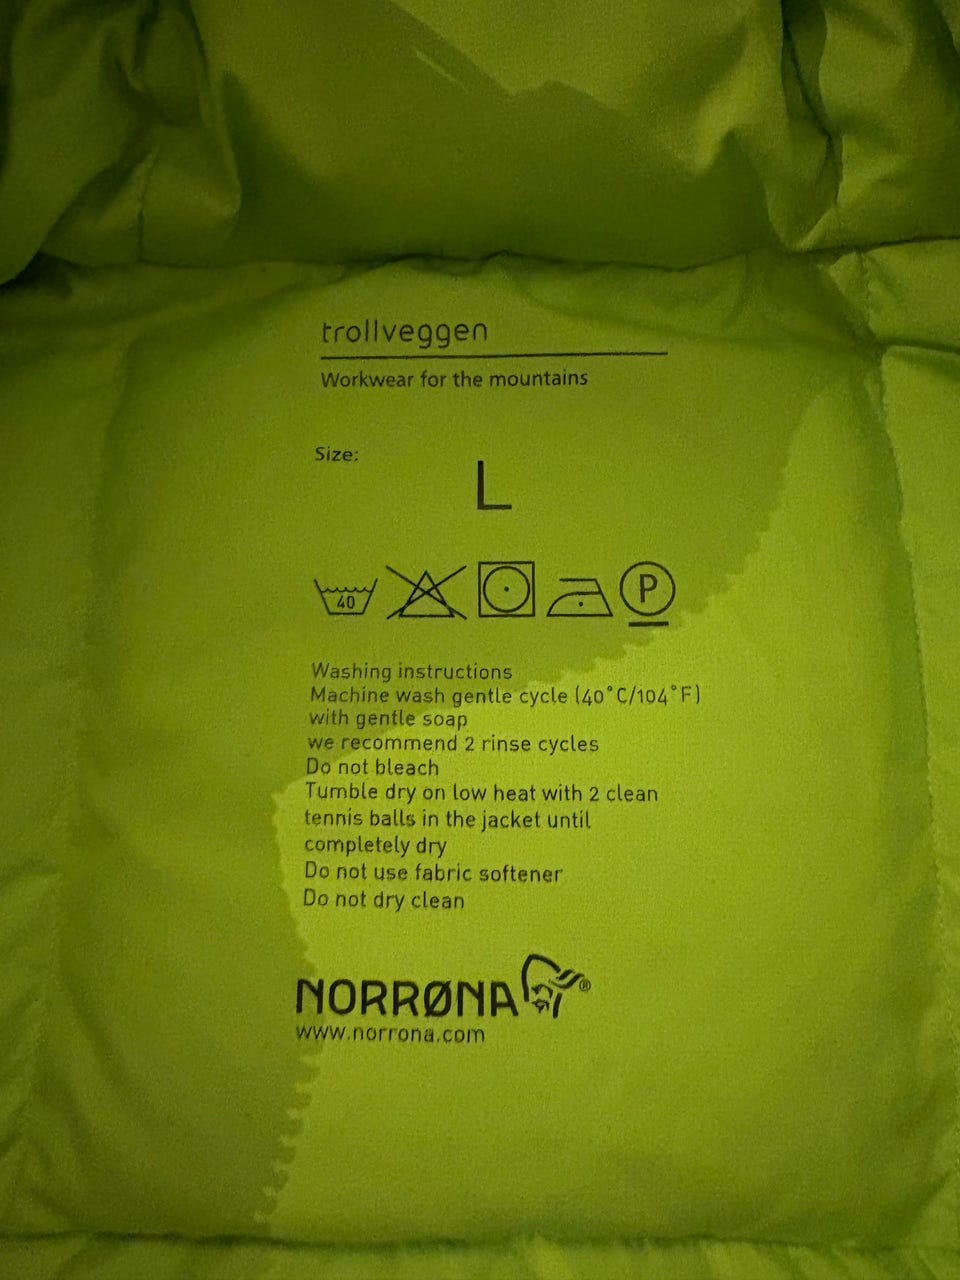 trollveggen
Workwear for the mountains
Size:
L
40
P
Washing instructions
Machine wash gentle cycle (40°C/104°F)
with gentle soap
we recommend 2 rinse cycles
Do not bleach
Tumble dry on low heat with 2 clean
tennis balls in the jacket until
completely dry
Do not use fabric softener
Do not dry clean
NORRØNA®
www.norrona.com